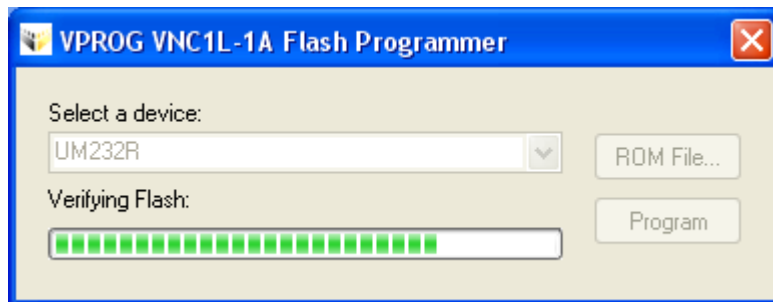 VPROG VNC1L-1A Flash Programmer
Select a device:
UM232R
ROM File...
Verifying Flash:
Program